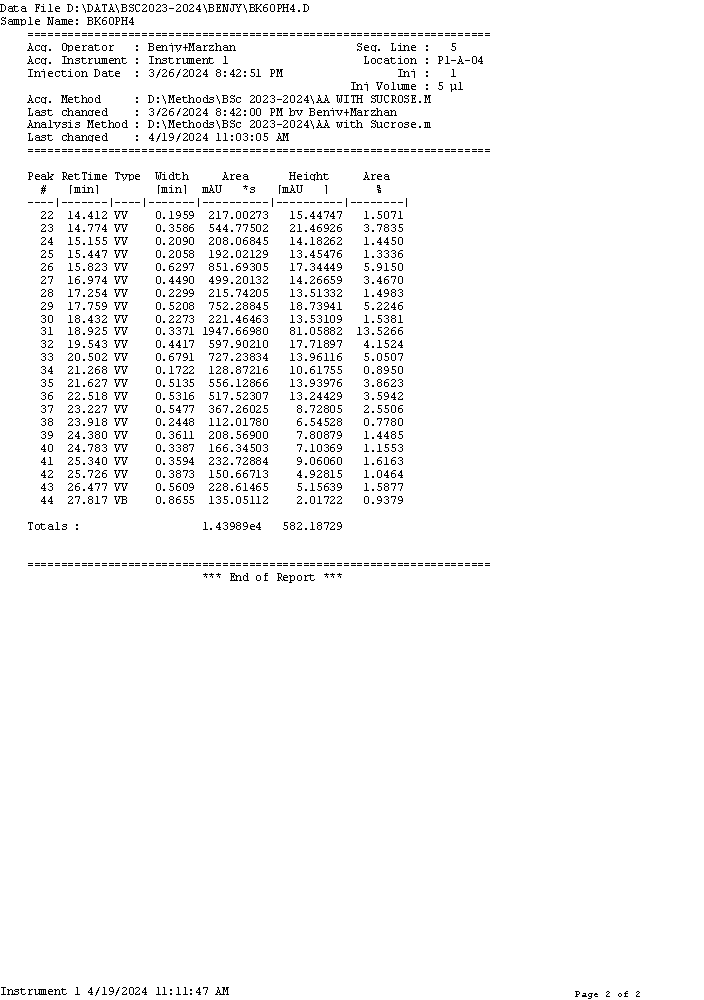 Data File D:\DATA\BSC2023-2024\BENJY\BK60PH4.D
Sample Name: BK60PH4
=====================================================================
Acq. Operator   : Benjy+Marzhan                  Seq. Line :   5
Acq. Instrument : Instrument 1                    Location : P1-A-04
Injection Date  : 3/26/2024 8:42:51 PM                 Inj :   1
Inj Volume : 5 µl
Acq. Method     : D:\Methods\BSc 2023-2024\AA WITH SUCROSE.M
Last changed    : 3/26/2024 8:42:00 PM by Benjy+Marzhan
Analysis Method : D:\Methods\BSc 2023-2024\AA with Sucrose.m
Last changed    : 4/19/2024 11:03:05 AM
=====================================================================
Peak RetTime Type  Width     Area      Height     Area
#   [min]        [min]  mAU   *s   [mAU   ]      %
----|-------|----|-------|----------|----------|--------|
22  14.412 VV    0.1959  217.00273   15.44747   1.5071
23  14.774 VV    0.3586  544.77502   21.46926   3.7835
24  15.155 VV    0.2090  208.06845   14.18262   1.4450
25  15.447 VV    0.2058  192.02129   13.45476   1.3336
26  15.823 VV    0.6297  851.69305   17.34449   5.9150
27  16.974 VV    0.4490  499.20132   14.26659   3.4670
28  17.254 VV    0.2299  215.74205   13.51332   1.4983
29  17.759 VV    0.5208  752.28845   18.73941   5.2246
30  18.432 VV    0.2273  221.46463   13.53109   1.5381
31  18.925 VV    0.3371 1947.66980   81.05882  13.5266
32  19.543 VV    0.4417  597.90210   17.71897   4.1524
33  20.502 VV    0.6791  727.23834   13.96116   5.0507
34  21.268 VV    0.1722  128.87216   10.61755   0.8950
35  21.627 VV    0.5135  556.12866   13.93976   3.8623
36  22.518 VV    0.5316  517.52307   13.24429   3.5942
37  23.227 VV    0.5477  367.26025    8.72805   2.5506
38  23.918 VV    0.2448  112.01780    6.54528   0.7780
39  24.380 VV    0.3611  208.56900    7.80879   1.4485
40  24.783 VV    0.3387  166.34503    7.10369   1.1553
41  25.340 VV    0.3594  232.72884    9.06060   1.6163
42  25.726 VV    0.3873  150.66713    4.92815   1.0464
43  26.477 VV    0.5609  228.61465    5.15639   1.5877
44  27.817 VB    0.8655  135.05112    2.01722   0.9379
Totals :                  1.43989e4   582.18729
=====================================================================
*** End of Report ***
Instrument 1 4/19/2024 11:11:47 AM
Page 2 of 2